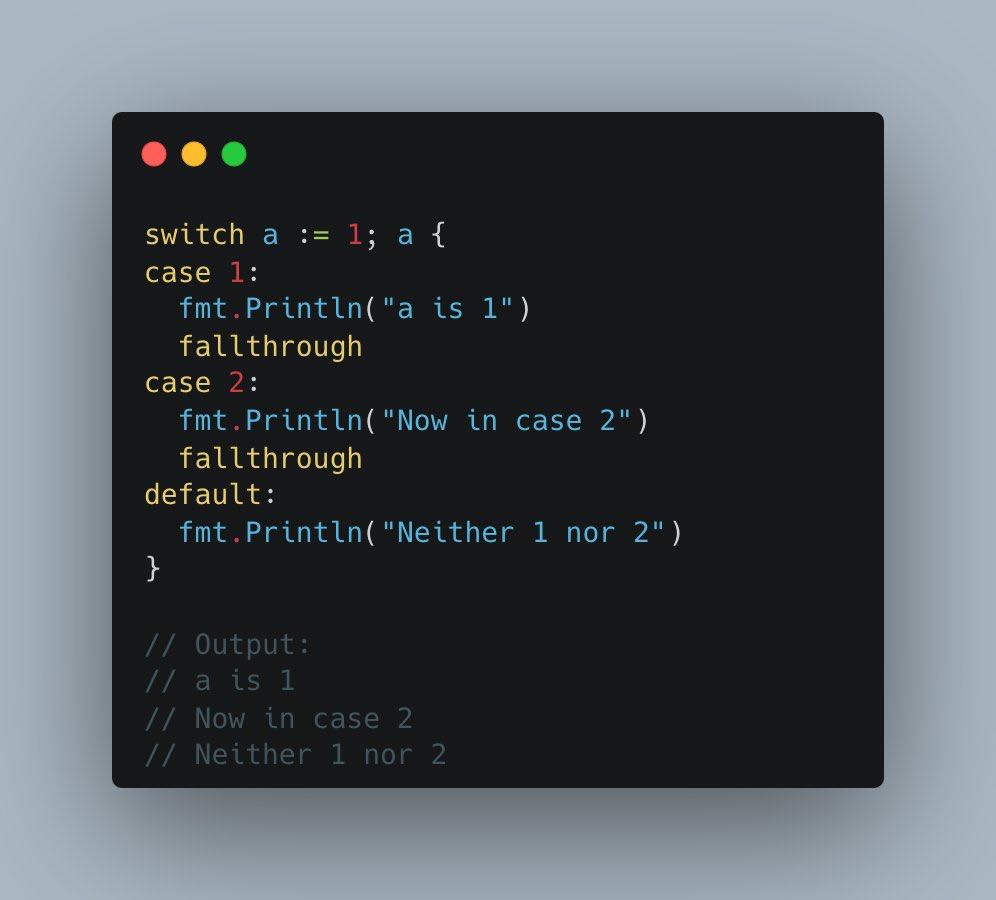 switch a := 1; a {
case 1:
  fmt.Println("a is 1")
  fallthrough
case 2:
  fmt.Println("Now in case 2")
  fallthrough
default:
  fmt.Println("Neither 1 nor 2")
}

// Output:
// a is 1
// Now in case 2
// Neither 1 nor 2